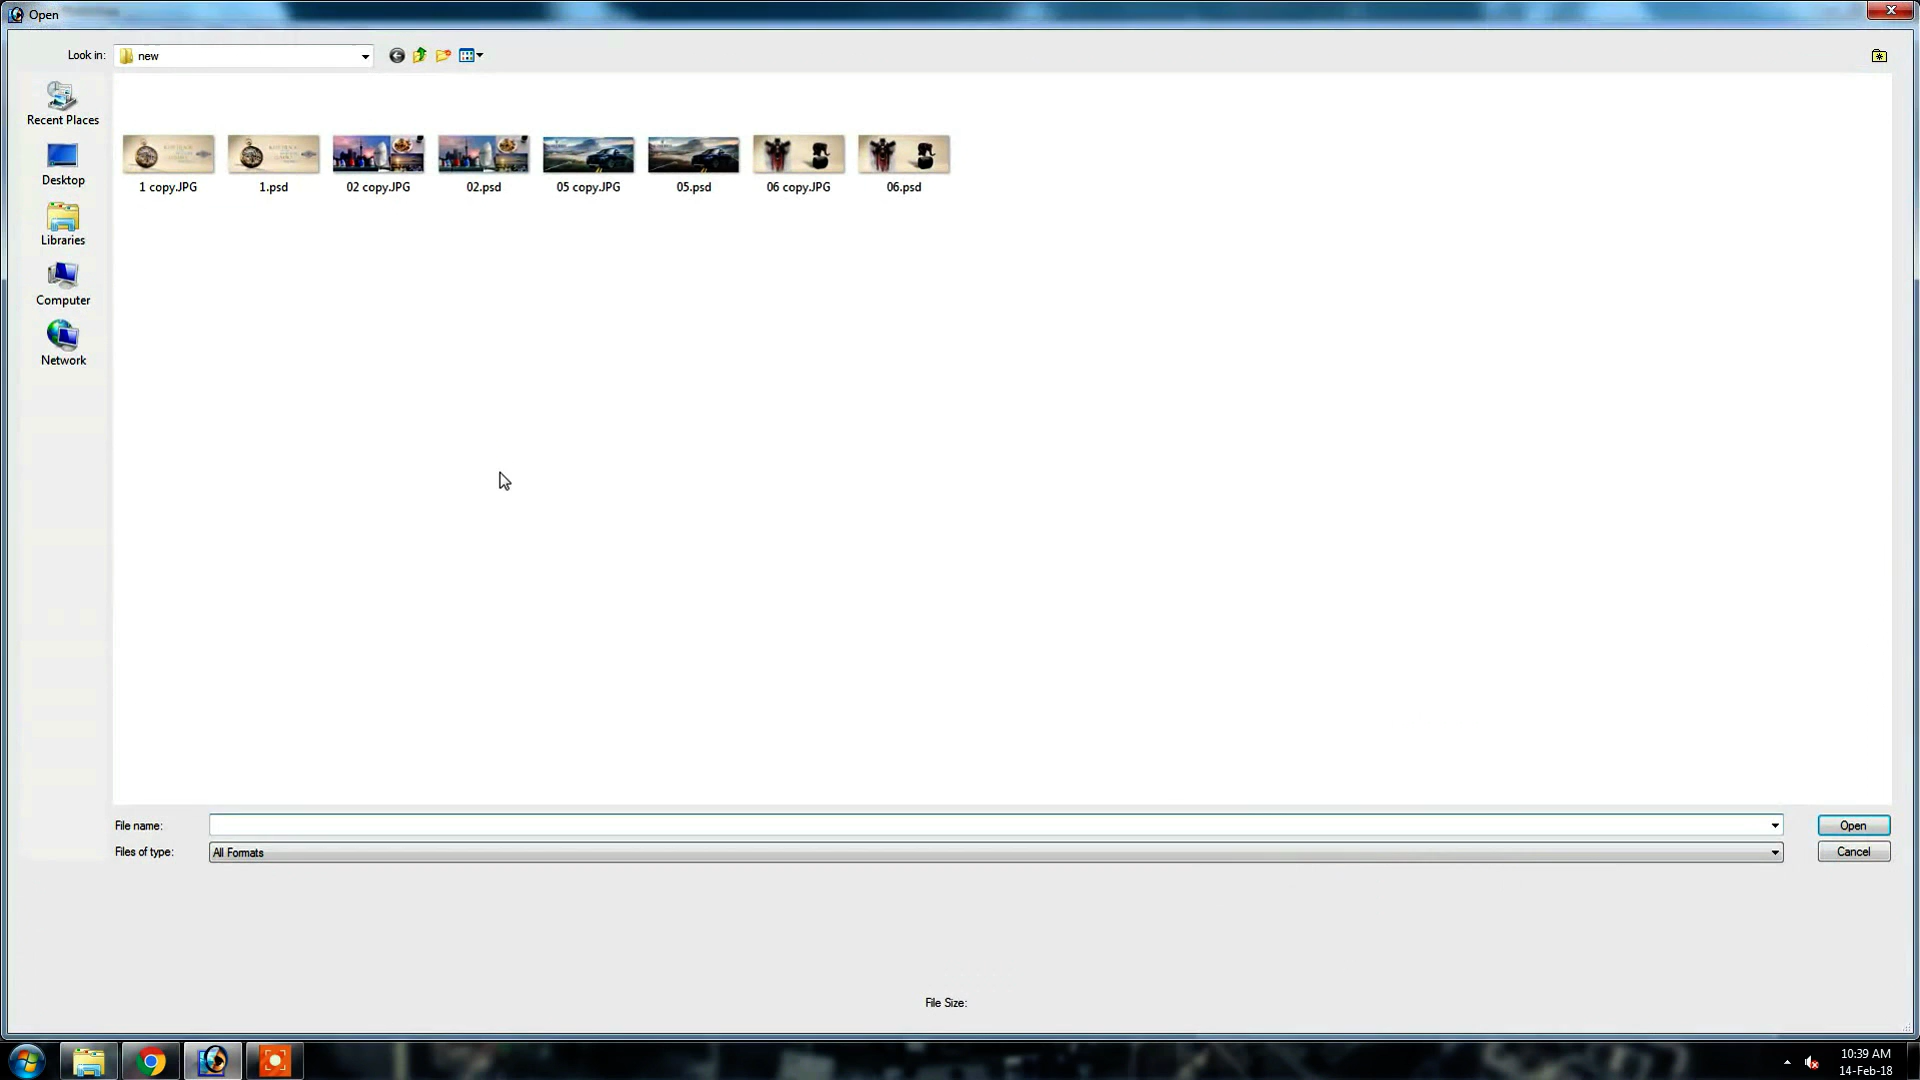 Open
Look in:
new
Recent Places
Desktop
Libraries
Computer
Network
1 copy.JPG
1.psd
02 copy.JPG
02.psd
05 copy.JPG
05.psd
06 copy.JPG
06.psd
File name:
Open
Files of type:
All Formats
Cancel
File Size:
10:39 AM
14-Feb-18